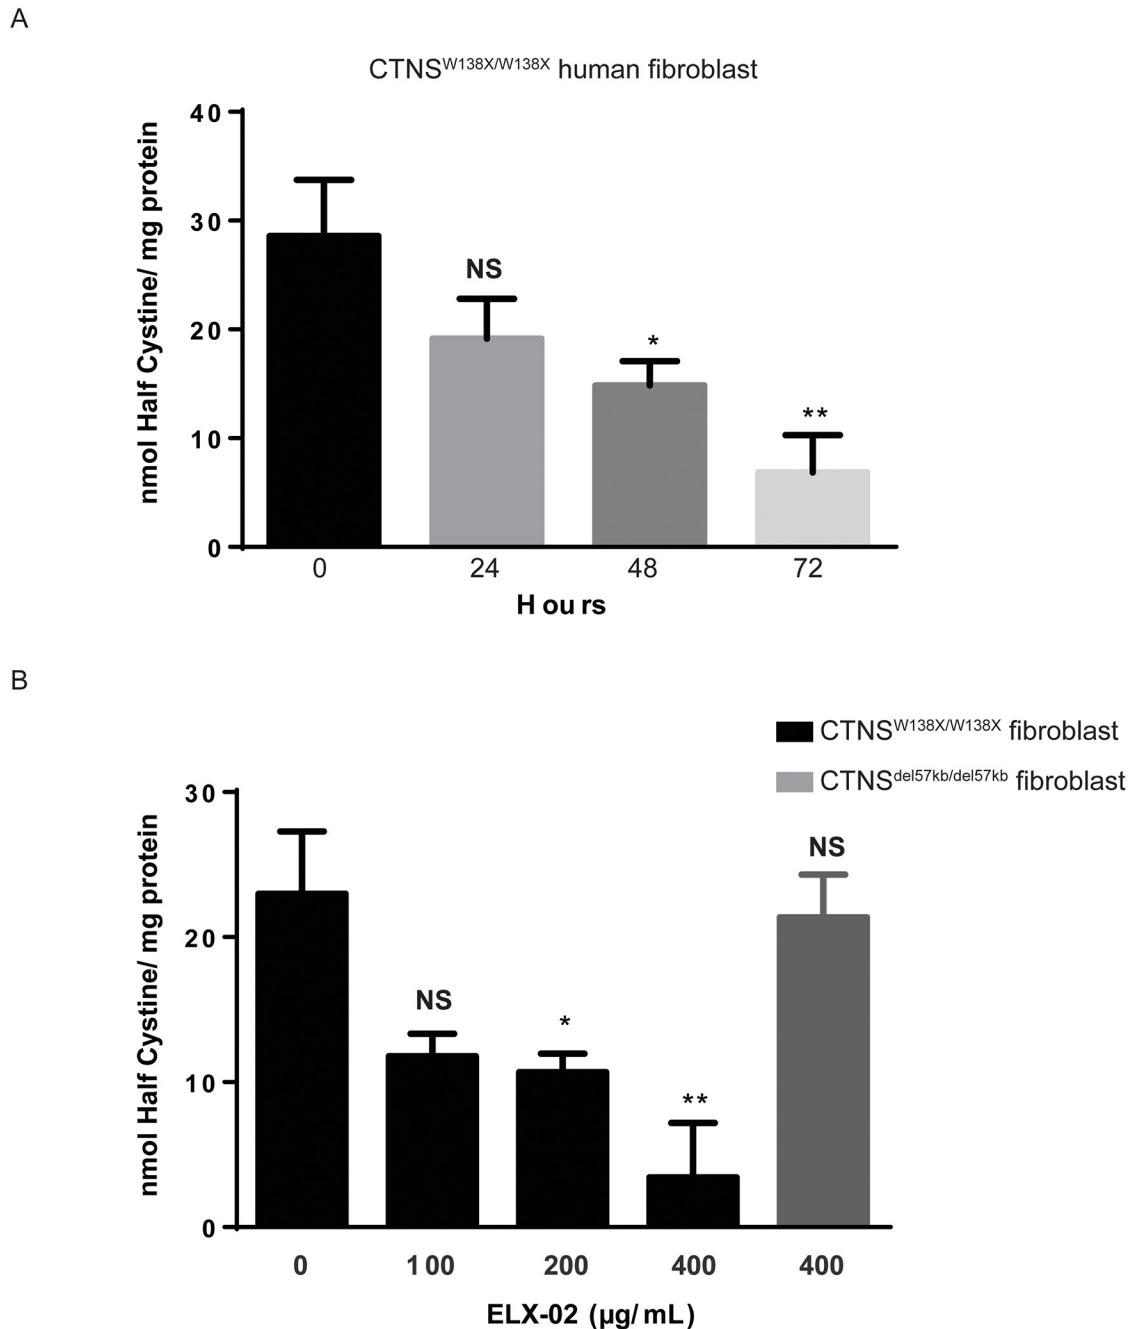 A
CTNSW138X/W138X human fibroblast
nmol Half Cystine/ mg protein
40
30
20
10
0
NS
*
**
0 24 48 72
H ou rs
B
CTNSW138X/W138X fibroblast
CTNSdel57kb/del57kb fibroblast
nmol Half Cystine/ mg protein
30
20
10
0
NS
*
**
NS
0 100 200 400 400
ELX-02 (µg/ mL)